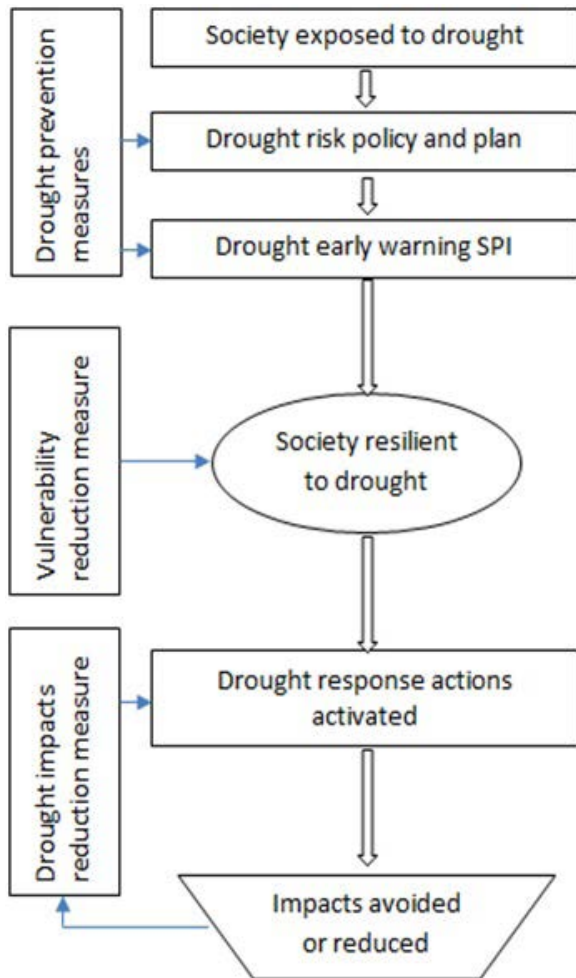 Society exposed to drought
Drought prevention
measures
Drought risk policy and plan
Drought early warning SPI
Vulnerability
reduction measure
Society resilient
to drought
Drought impacts
reduction measure
Drought response actions
activated
Impacts avoided
or reduced